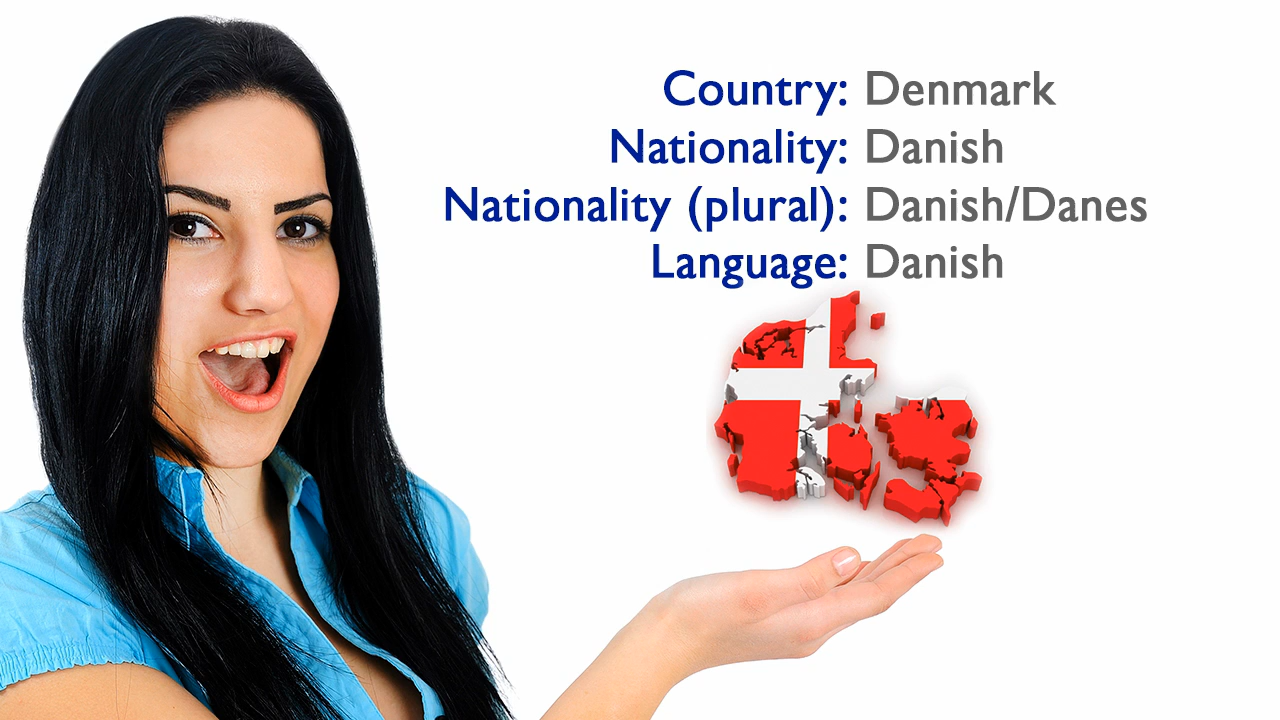 Country: Denmark
Nationality: Danish
Nationality (plural): Danish/Danes
Language: Danish